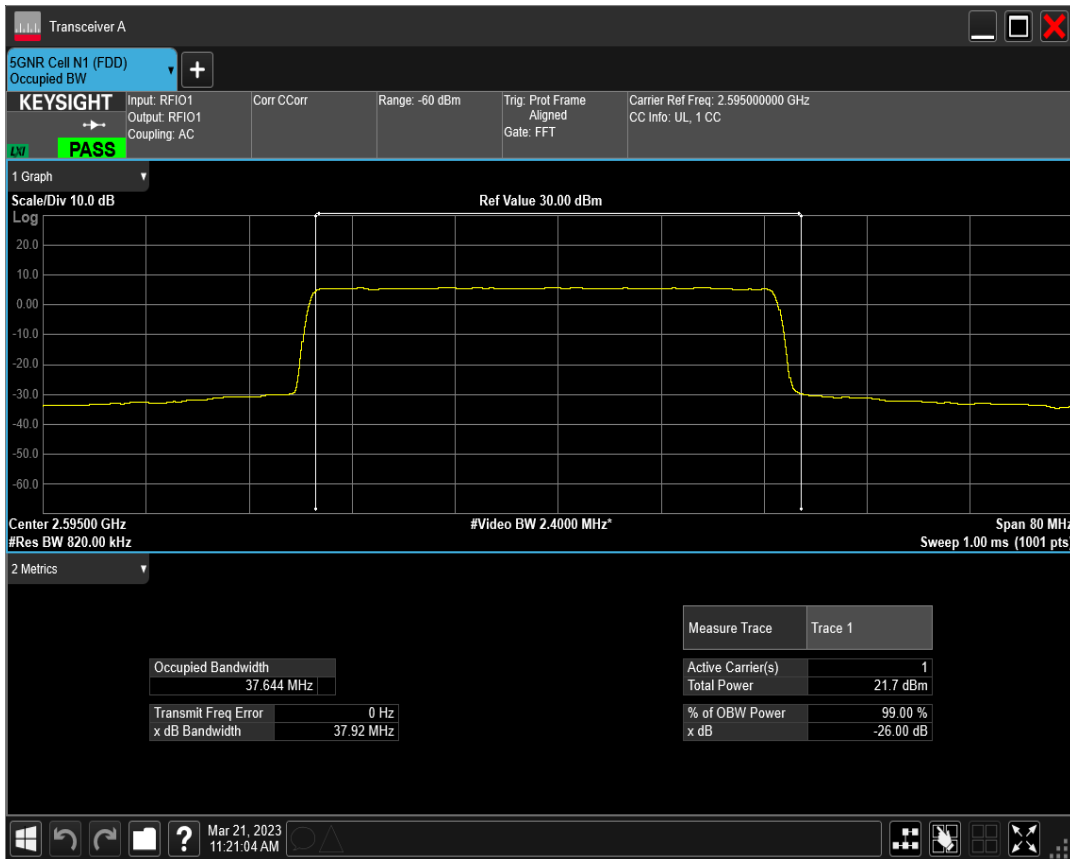 Transceiver A
5GNR Cell N1 (FDD)
Occupied BW
+
KEYSIGHT
LXI
PASS
Input: RFIO1
Output: RFIO1
Coupling: AC
Corr CCorr
Range: -60 dBm
Trig: Prot Frame
Aligned
Gate: FFT
Carrier Ref Freq: 2.595000000 GHz
CC Info: UL, 1 CC
1 Graph
Scale/Div 10.0 dB
Ref Value 30.00 dBm
Log
20.0
10.0
0.00
-10.0
-20.0
-30.0
-40.0
-50.0
-60.0
Center 2.59500 GHz
#Video BW 2.4000 MHz*
Span 80 MHz
#Res BW 820.00 kHz
Sweep 1.00 ms (1001 pts)
2 Metrics
Measure Trace Trace 1
Occupied Bandwidth
37.644 MHz
Active Carrier(s) 1
Total Power 21.7 dBm
Transmit Freq Error 0 Hz
x dB Bandwidth 37.92 MHz
% of OBW Power 99.00 %
x dB -26.00 dB
?
Mar 21, 2023
11:21:04 AM